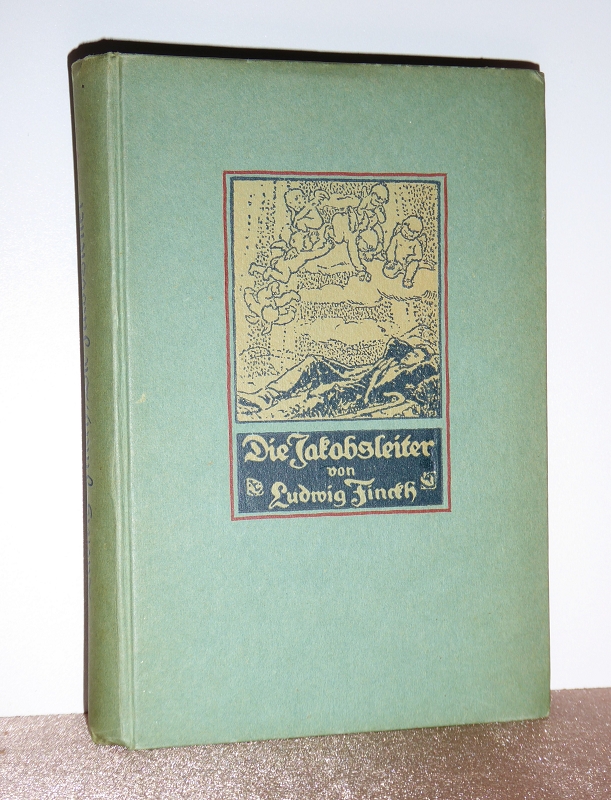 Die Jakobsleiter
von
Ludwig Finckh